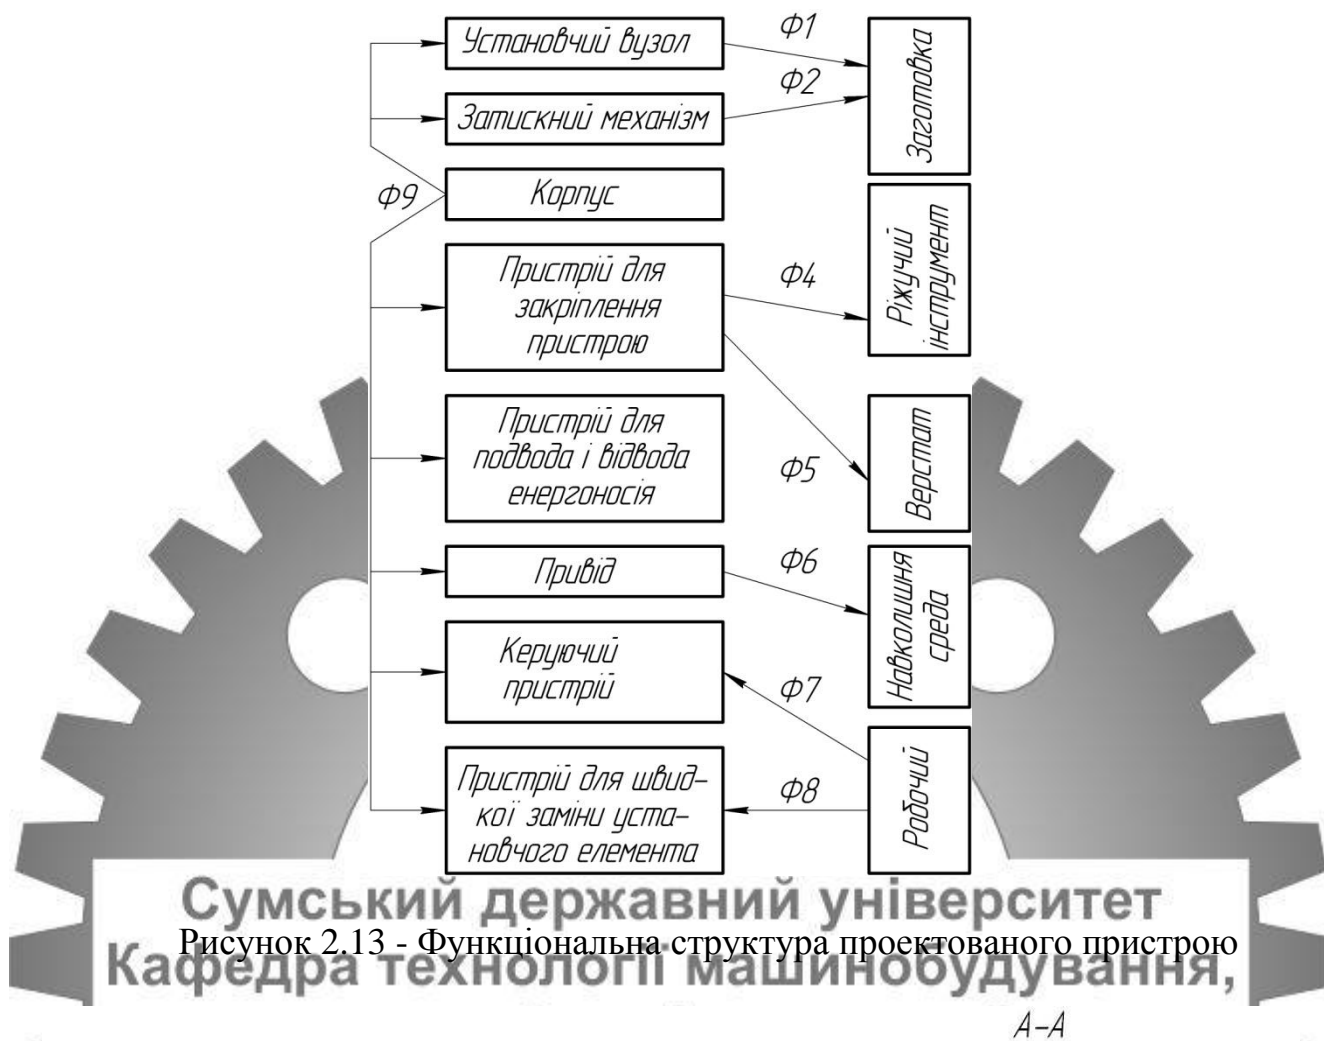 Установчий вузол
Ф1
Затискний механізм
Ф2
Заготовка
Корпус
Ф9
Пристрій для
закріплення
пристрою
Ф4
Ріжучий
інструмент
Пристрій для
подвода і відвода
енергоносія
Ф5
Верстат
Привід
Ф6
Навколишня
среда
Керуючий
пристрій
Ф7
Пристрій для швид-
кої заміни уста-
новчого елемента
Ф8
Робочий
Сумський державний університет
Рисунок 2.13 - Функціональна структура проектованого пристрою
Кафедра технології машинобудування,
А-А